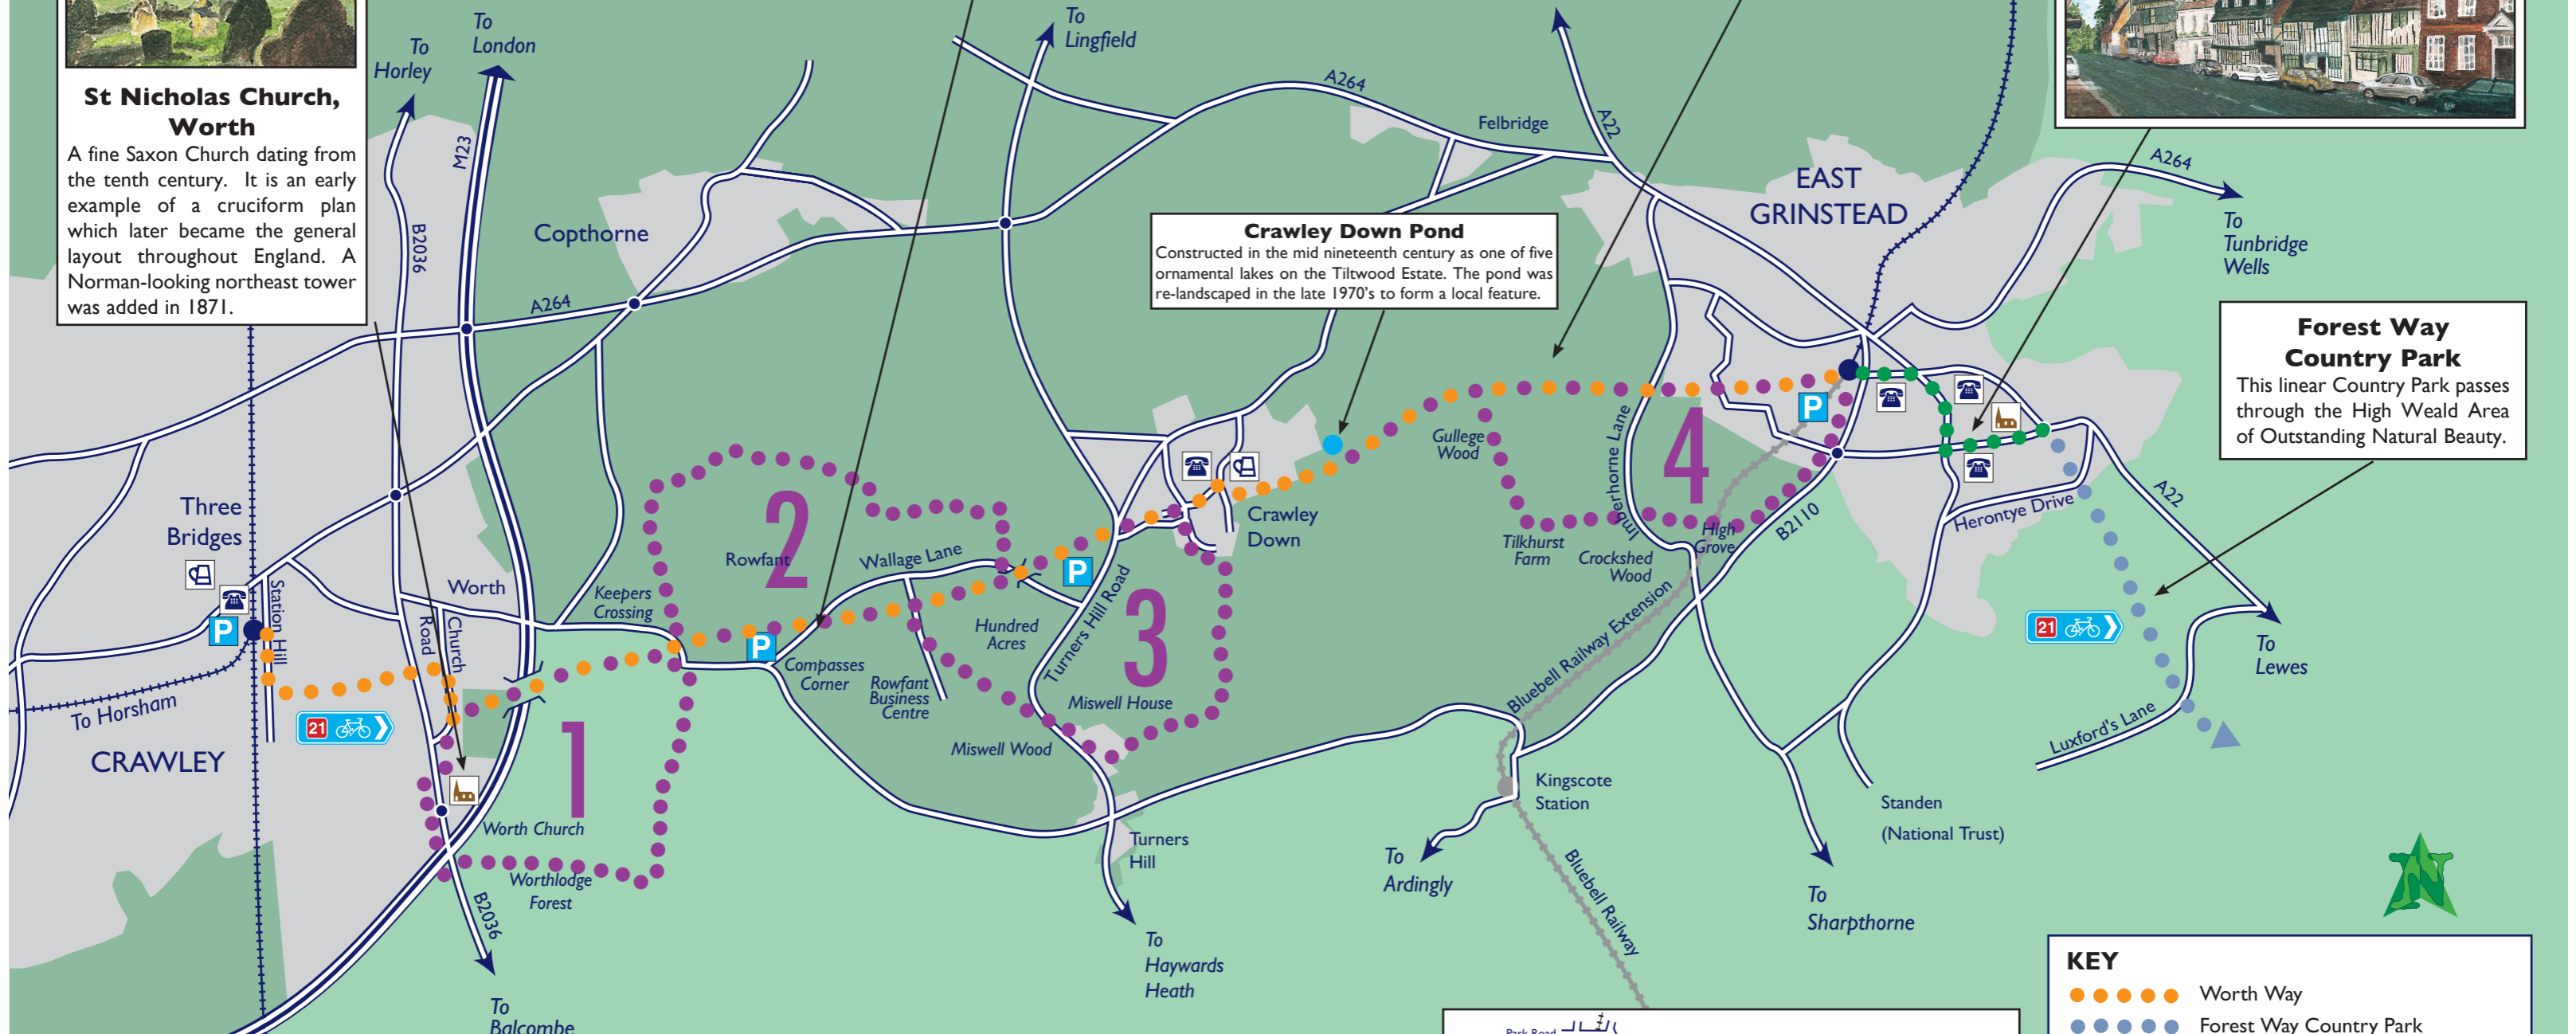 St Nicholas Church,
Worth
A fine Saxon Church dating from
the tenth century. It is an early
example of a cruciform plan
which later became the general
layout throughout England. A
Norman-looking northeast tower
was added in 1871.
To
Horley
To
London
M23
B2036
To
Lingfield
A264
Felbridge
A22
EAST
GRINSTEAD
A264
To
Tunbridge
Wells
Copthorne
A264
Crawley Down Pond
Constructed in the mid nineteenth century as one of five
ornamental lakes on the Tiltwood Estate. The pond was
re-landscaped in the late 1970's to form a local feature.
Forest Way
Country Park
This linear Country Park passes
through the High Weald Area
of Outstanding Natural Beauty.
Three
Bridges
P
Station Hill
Worth
Church
Road
Keepers
Crossing
2
Rowfant
Wallage Lane
P
Compasses
Corner
Rowfant
Business
Centre
Hundred
Acres
P
Turners Hill Road
3
Miswell House
Miswell Wood
Crawley
Down
Gullege
Wood
Tilkhurst
Farm
Imberhorne Lane
4
Crockshed
Wood
High
Grove
B2110
P
Herontye Drive
A22
21
To
Lewes
Luxford's Lane
Bluebell Railway Extension
Kingscote
Station
Bluebell Railway
To
Ardingly
Standen
(National Trust)
To
Sharpthorne
To Horsham
CRAWLEY
21
1
Worth Church
Worthlodge
Forest
B2036
To
Balcombe
Turners
Hill
To
Haywards
Heath
N
Park Road
KEY
Worth Way
Forest Way Country Park